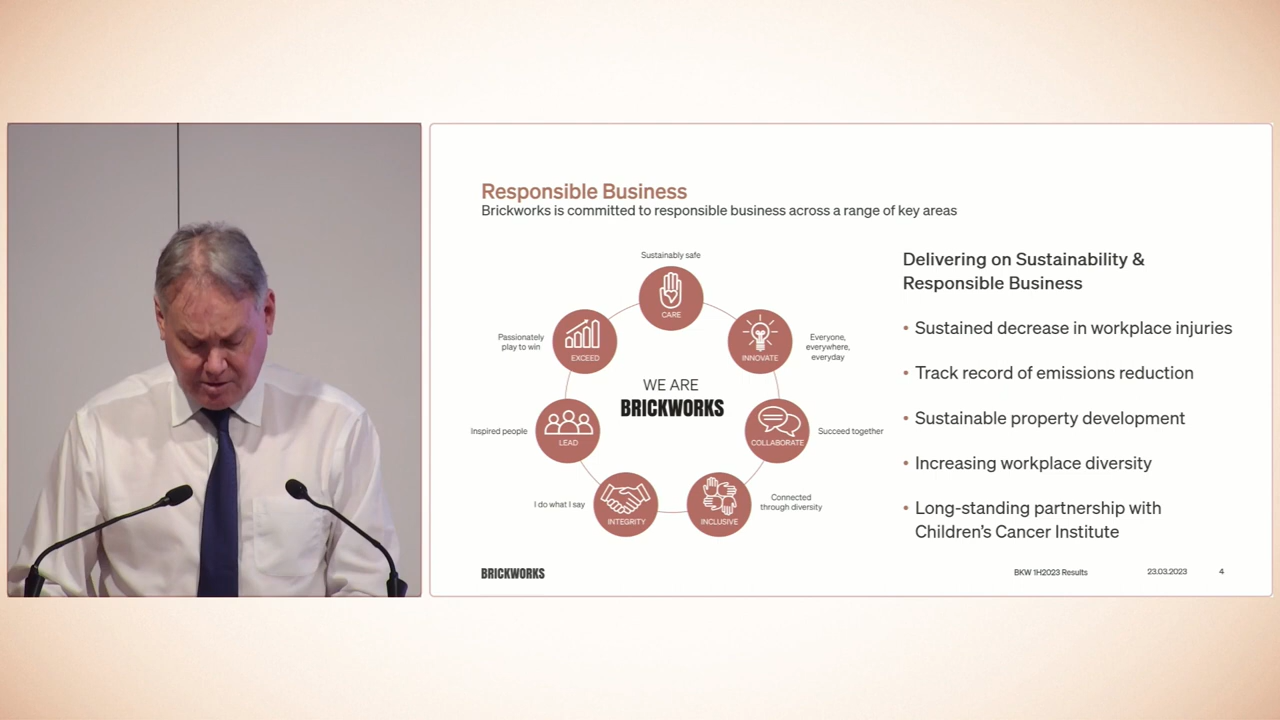 Responsible Business
Brickworks is committed to responsible business across a range of key areas
Sustainably safe
CARE
Passionately
play to win
EXCEED
INNOVATE
Everyone,
everywhere,
everyday
WE ARE
BRICKWORKS
Inspired people
LEAD
COLLABORATE
Succeed together
I do what I say
INTEGRITY
INCLUSIVE
Connected
through diversity
Delivering on Sustainability &
Responsible Business
• Sustained decrease in workplace injuries
• Track record of emissions reduction
• Sustainable property development
• Increasing workplace diversity
• Long-standing partnership with
Children's Cancer Institute
BRICKWORKS
BKW 1H2023 Results
23.03.2023
4